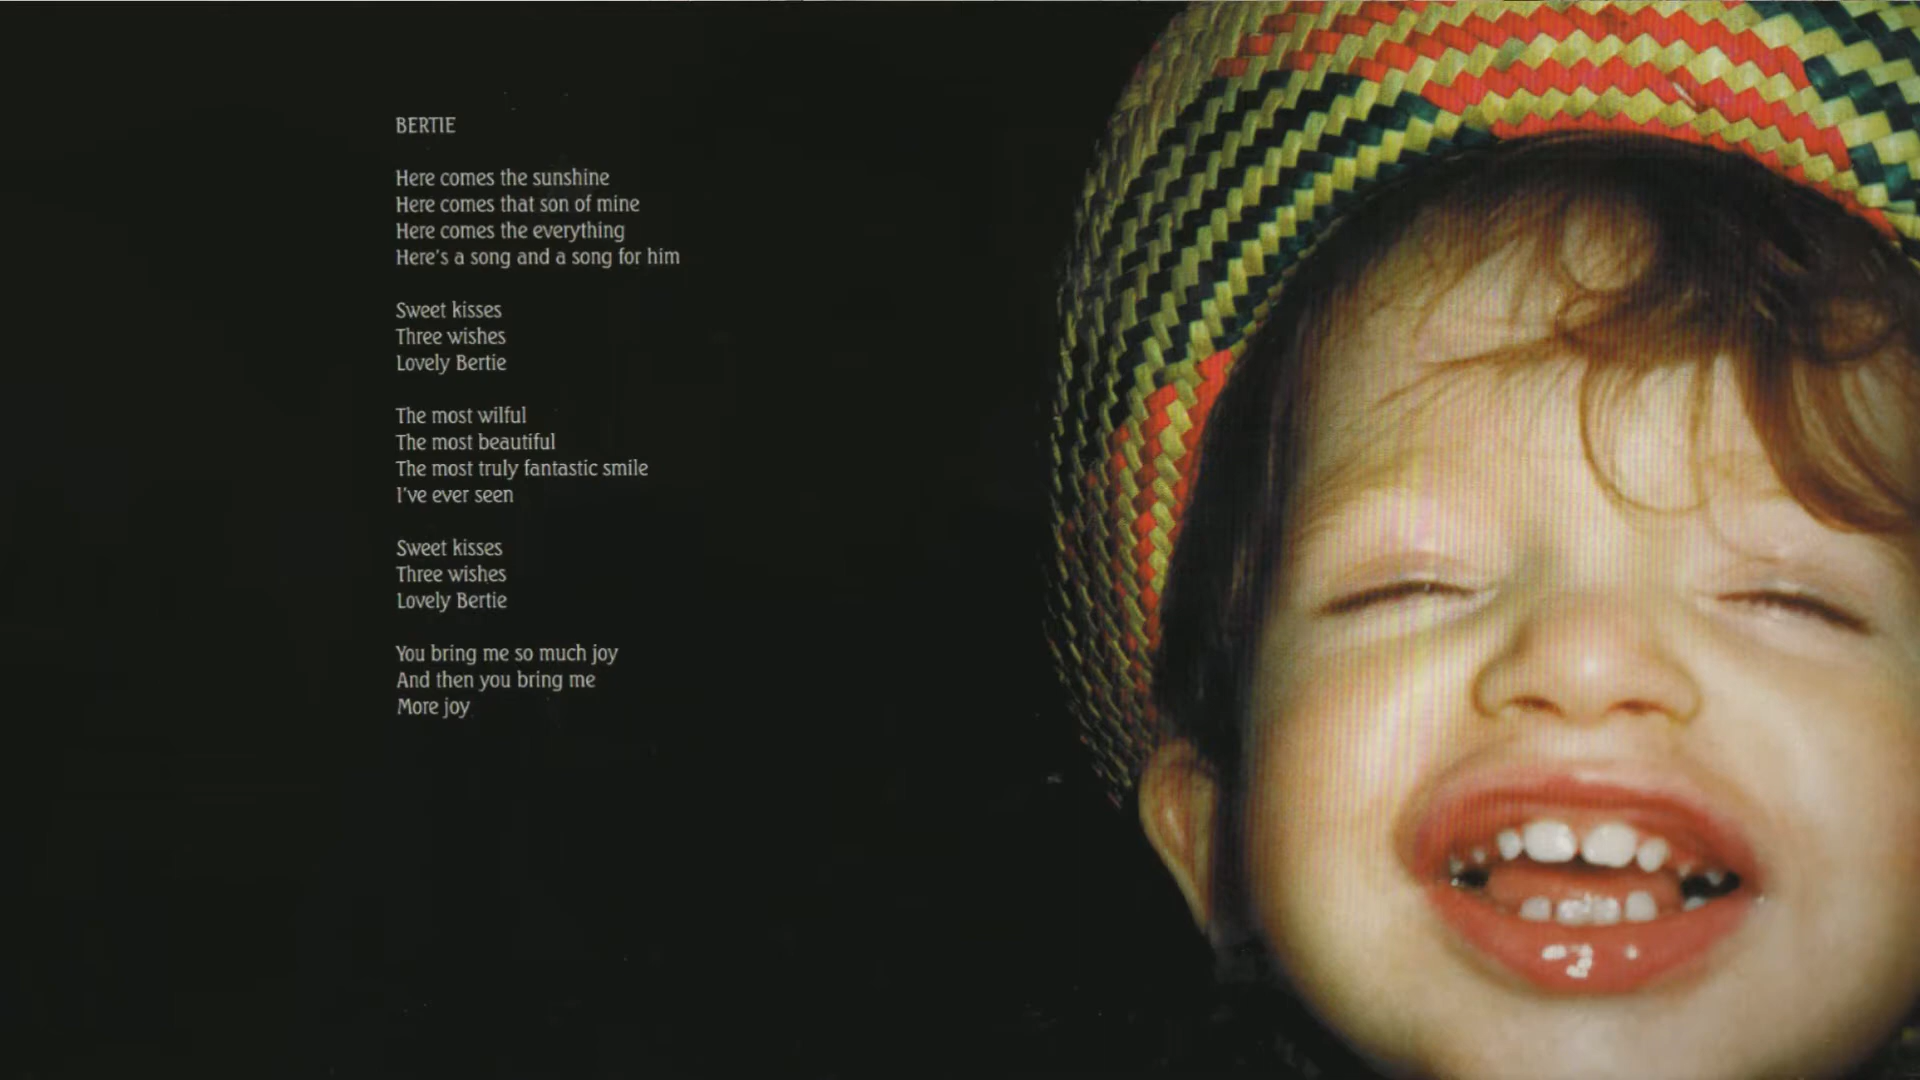 BERTIE
Here comes the sunshine
Here comes that son of mine
Here comes the everything
Here's a song and a song for him
Sweet kisses
Three wishes
Lovely Bertie
The most wilful
The most beautiful
The most truly fantastic smile
I've ever seen
Sweet kisses
Three wishes
Lovely Bertie
You bring me so much joy
And then you bring me
More joy